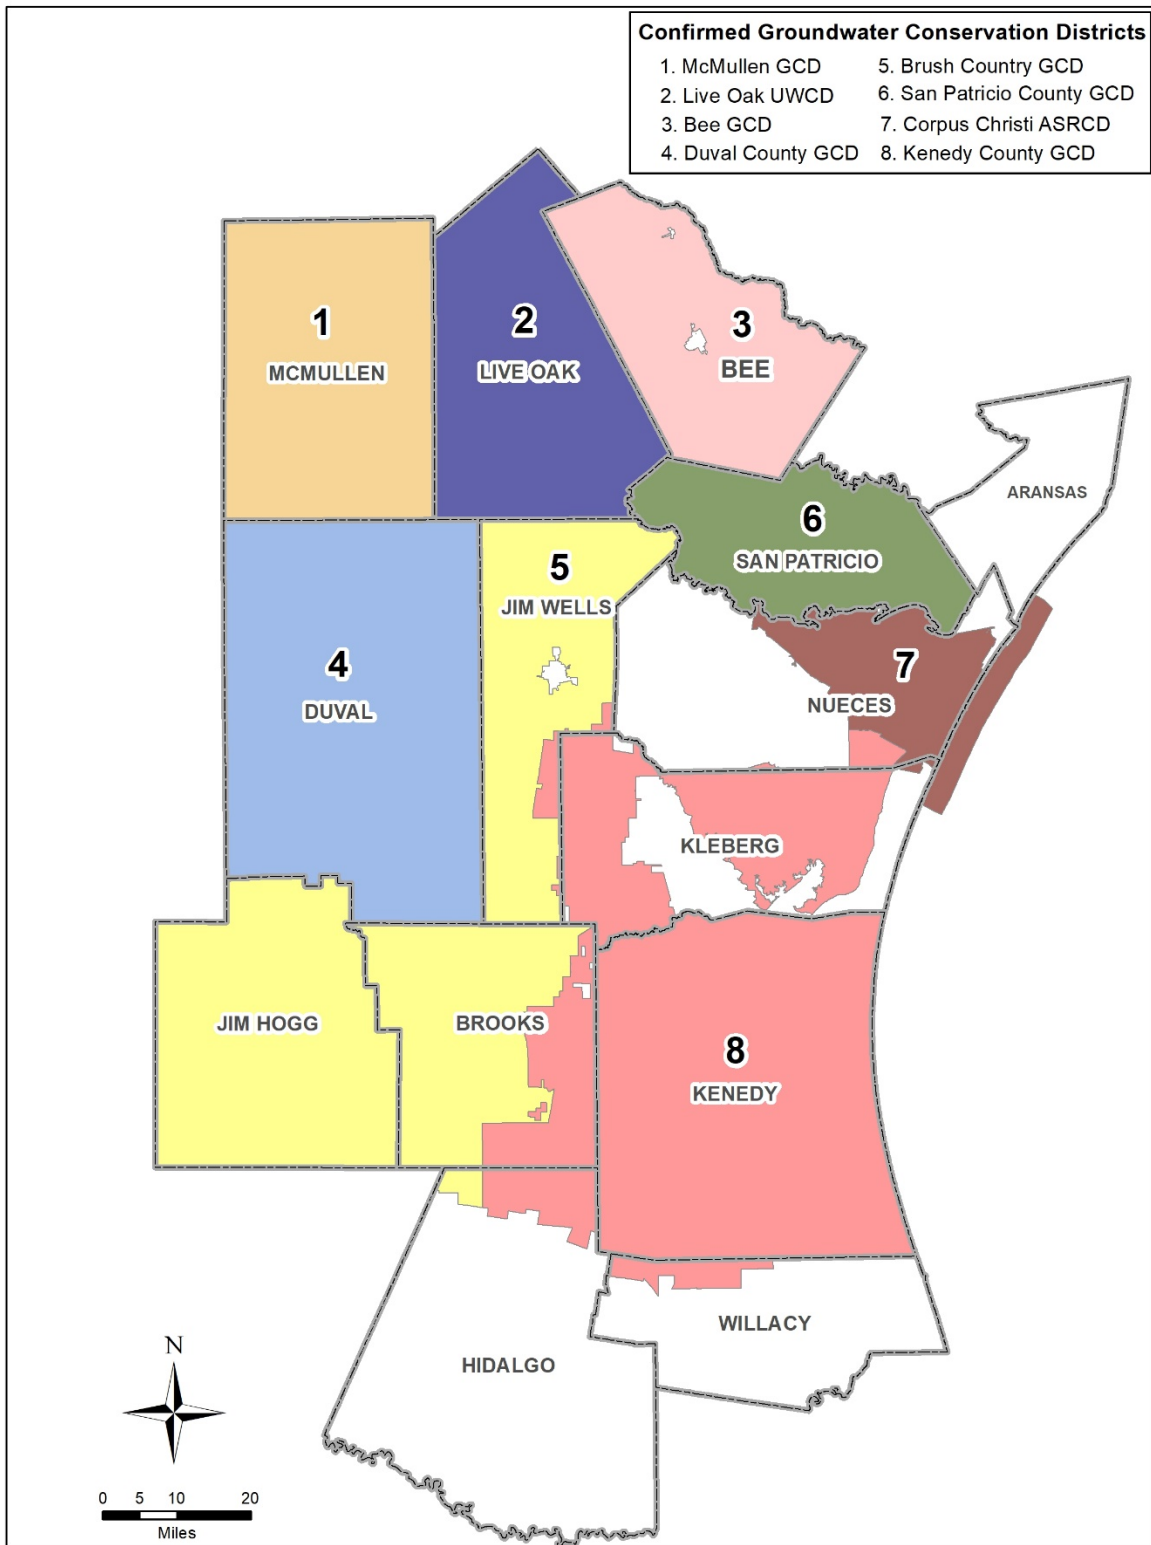 Confirmed Groundwater Conservation Districts
1. McMullen GCD
2. Live Oak UWCD
3. Bee GCD
4. Duval County GCD
5. Brush Country GCD
6. San Patricio County GCD
7. Corpus Christi ASRCD
8. Kenedy County GCD
1
MCMULLEN
2
LIVE OAK
3
BEE
ARANSAS
6
SAN PATRICIO
5
JIM WELLS
4
DUVAL
7
NUECES
KLEBERG
JIM HOGG
BROOKS
8
KENEDY
WILLACY
HIDALGO
N
0 5 10 20
Miles